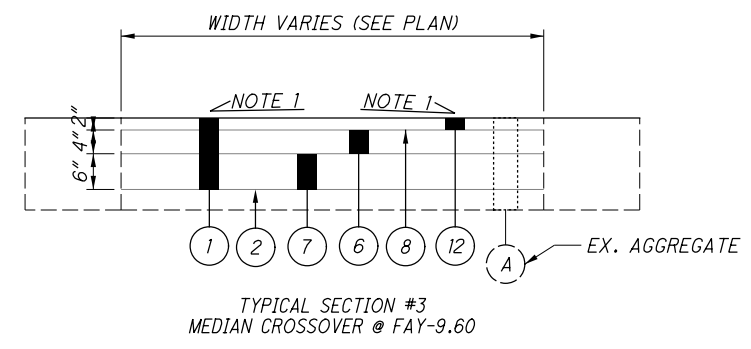 WIDTH VARIES (SEE PLAN)
NOTE 1 NOTE 1
6" 4" 2"
1 2 7 6 8 12 A
EX. AGGREGATE
TYPICAL SECTION #3
MEDIAN CROSSOVER @ FAY-9.60